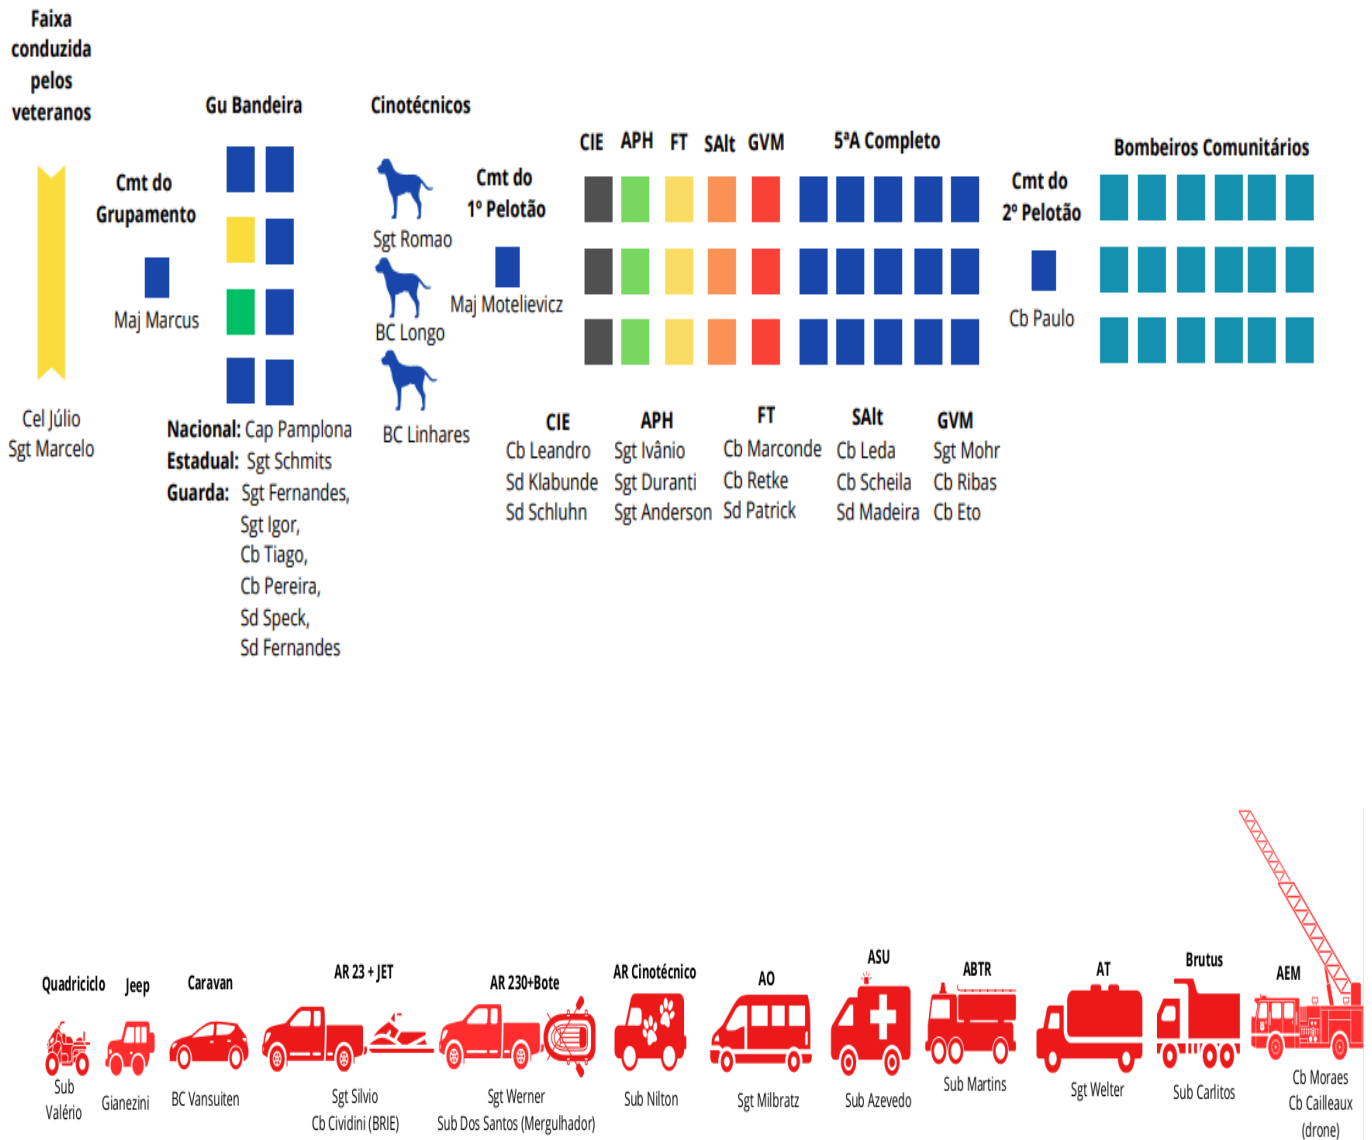 Faixa
conduzida
pelos
veteranos
Cel Júlio
Sgt Marcelo
Cmt do
Grupamento
Maj Marcus
Gu Bandeira
Nacional: Cap Pamplona
Estadual: Sgt Schmits
Guarda: Sgt Fernandes,
Sgt Igor,
Cb Tiago,
Cb Pereira,
Sd Speck,
Sd Fernandes
Cinotécnicos
Sgt Romao
BC Longo
BC Linhares
Cmt do
1º Pelotão
Maj Motelievicz
CIE APH FT SAlt GVM
5ªA Completo
CIE
Cb Leandro
Sd Klabunde
Sd Schluhn
APH
Sgt Ivânio
Sgt Duranti
Sgt Anderson
FT
Cb Marconde
Cb Retke
Sd Patrick
SAlt
Cb Leda
Cb Scheila
Sd Madeira
GVM
Sgt Mohr
Cb Ribas
Cb Eto
Cmt do
2º Pelotão
Cb Paulo
Bombeiros Comunitários
Quadriciclo
Sub
Valério
Jeep
Gianezini
Caravan
BC Vansuiten
AR 23 + JET
Sgt Silvio
Cb Cividini (BRIE)
AR 230+Bote
Sgt Werner
Sub Dos Santos (Mergulhador)
AR Cinotécnico
Sub Nilton
AO
Sgt Milbratz
ASU
Sub Azevedo
ABTR
Sub Martins
AT
Sgt Welter
Brutus
Sub Carlitos
AEM
Cb Moraes
Cb Cailleaux
(drone)